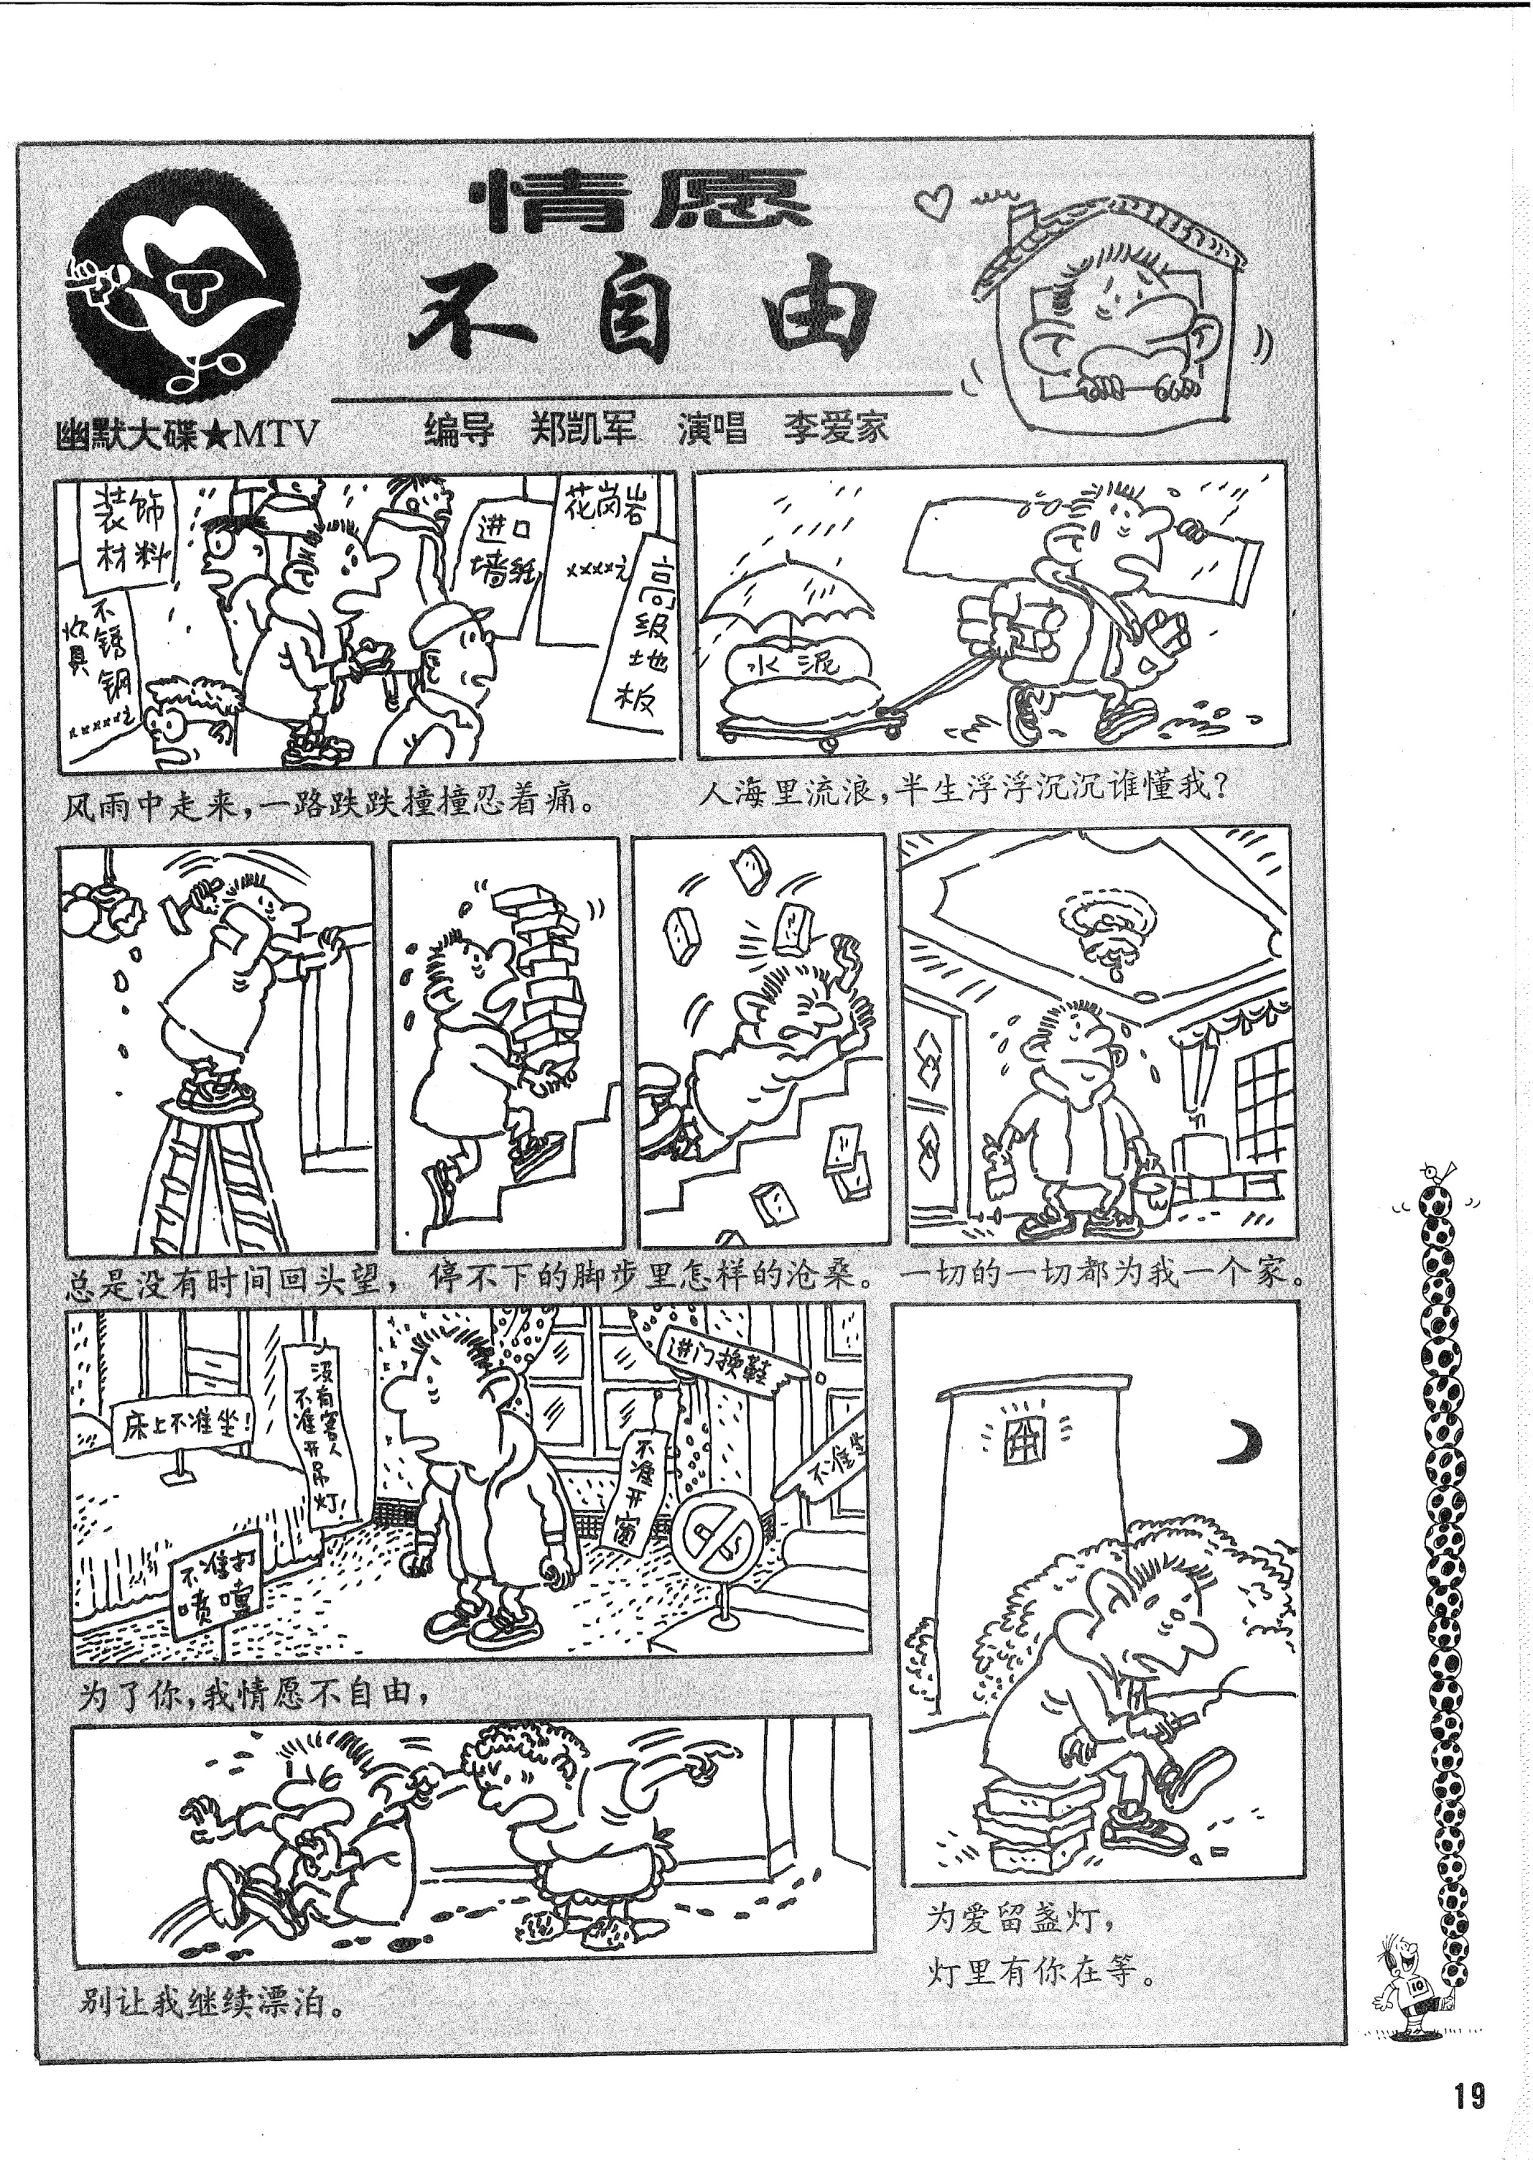 情愿
不自由
幽默大碟★MTV
编导 郑凯军 演唱 李爱家
装饰
材料
不锈钢
炊具
××××××元
进口
墙纸
花岗岩
××××元
高级地板
水泥
风雨中走来，一路跌跌撞撞忍着痛。
人海里流浪，半生浮浮沉沉谁懂我？
总是没有时间回头望，
停不下的脚步里怎样的沧桑。
一切的一切都为我一个家。
床上不准坐！
没有客人
不准开吊灯！
不准打
喷嚏
不准开窗
进门换鞋
不准坐
为了你，我情愿不自由，
别让我继续漂泊。
为爱留盏灯，
灯里有你在等。
10
19